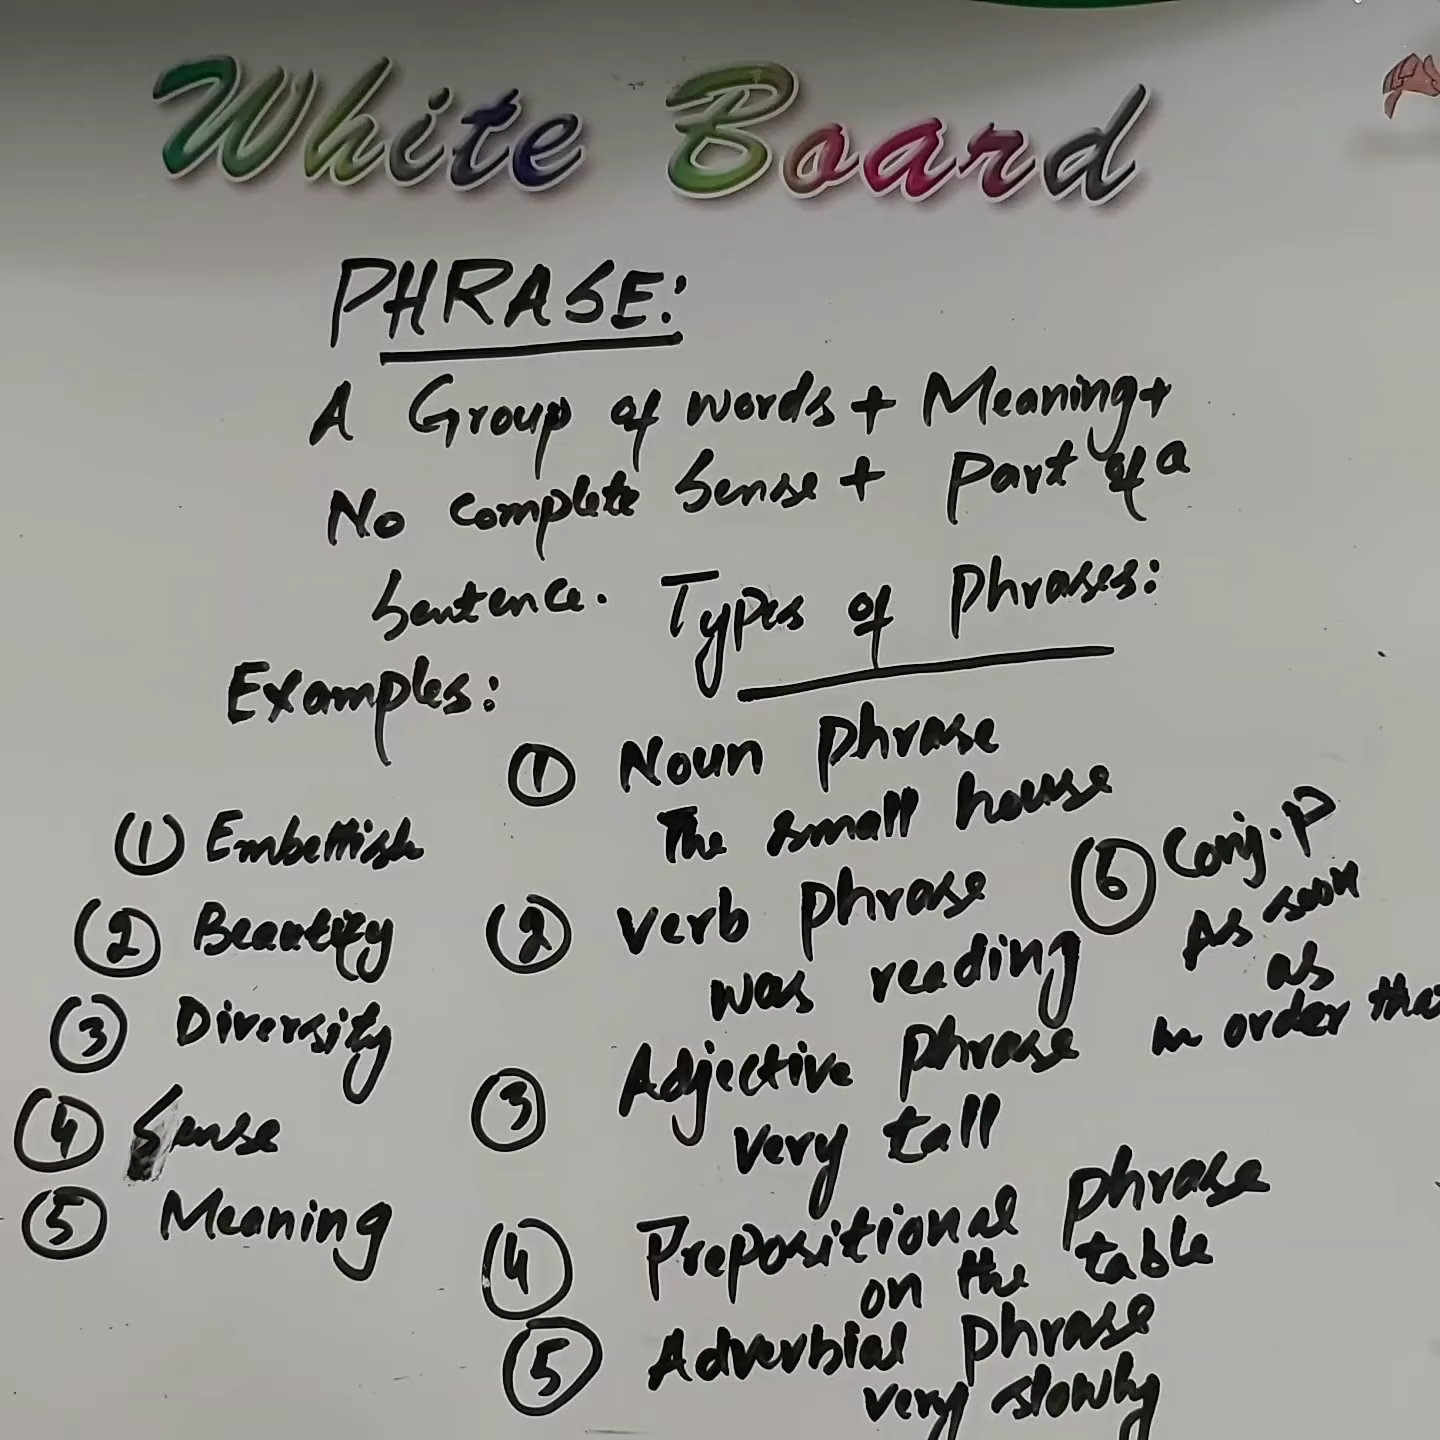 White Board
PHRASE:
A Group of words + Meaning +
No complete Sense + Part of a
Sentence.
Types of Phrases:
Examples:
(1) Embellish
(2) Beautify
(3) Diversity
(4) Sense
(5) Meaning
(1) Noun Phrase
The small house
(2) Verb Phrase
was reading
(3) Adjective Phrase
very tall
(4) Prepositional Phrase
on the table
(5) Adverbial Phrase
very slowly
(6) Conj. P
As soon
as
In order tha